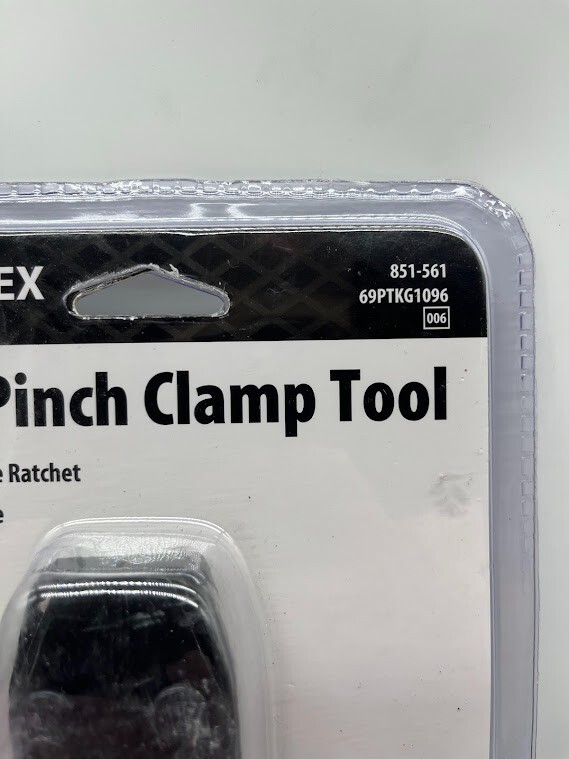 EX
851-561
69PTKG1096
006
Pinch Clamp Tool
e Ratchet
e